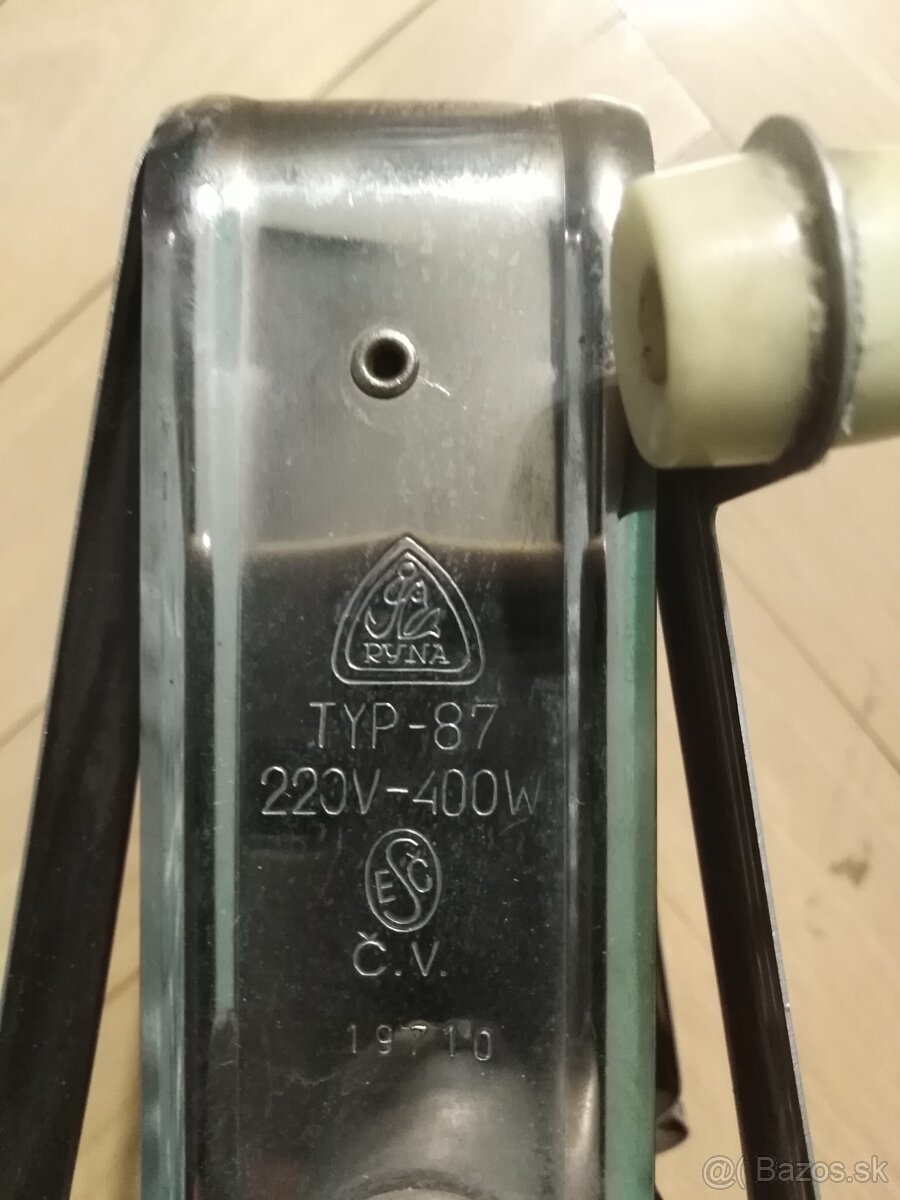 RYNA
TYP-87
220V-400W
ESČ
Č.V.
19710
@( Bazos.sk